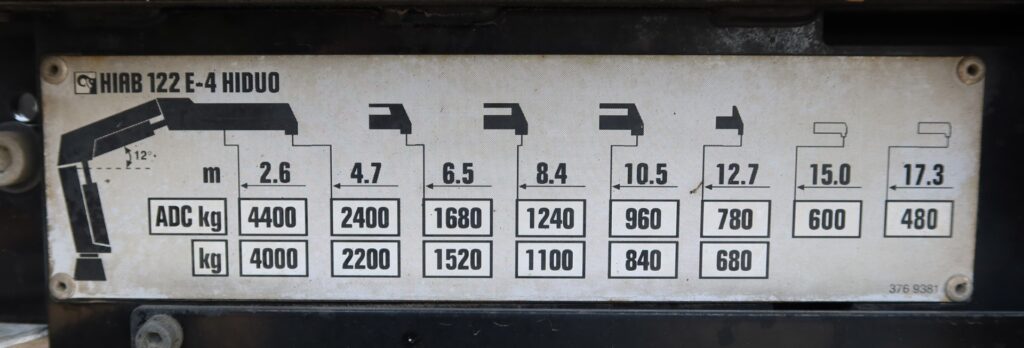 HIAB 122 E-4 HIDUO
12°
m 2.6 4.7 6.5 8.4 10.5 12.7 15.0 17.3
ADC kg 4400 2400 1680 1240 960 780 600 480
kg 4000 2200 1520 1100 840 680
376 9381